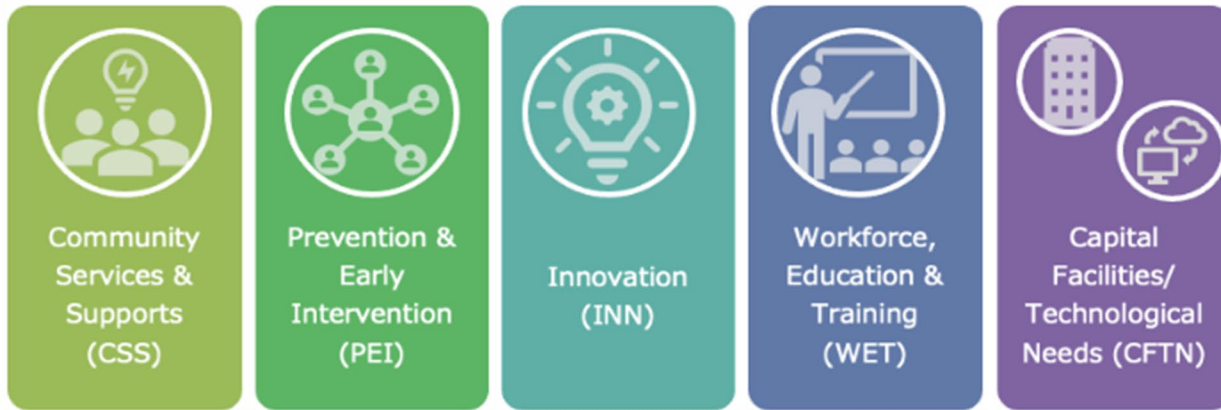 Community
Services &
Supports
(CSS)
Prevention &
Early
Intervention
(PEI)
Innovation
(INN)
Workforce,
Education &
Training
(WET)
Capital
Facilities/
Technological
Needs (CFTN)